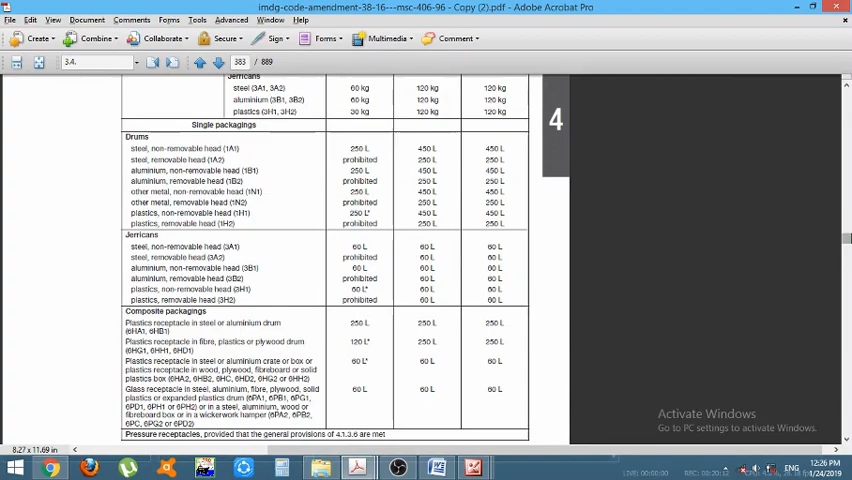 imdg-code-amendment-38-16---msc-406-96 - Copy (2).pdf - Adobe Acrobat Pro
File Edit View Document Comments Forms Tools Advanced Window Help
Create Combine Collaborate Secure Sign Forms Multimedia Comment
3.4. 383 / 889
Jerricans
steel (3A1, 3A2) 60 kg 120 kg 120 kg
aluminium (3B1, 3B2) 60 kg 120 kg 120 kg
plastics (3H1, 3H2) 30 kg 120 kg 120 kg
4
Single packagings
Drums
steel, non-removable head (1A1) 250 L 450 L 450 L
steel, removable head (1A2) prohibited 250 L 250 L
aluminium, non-removable head (1B1) 250 L 450 L 450 L
aluminium, removable head (1B2) prohibited 250 L 250 L
other metal, non-removable head (1N1) 250 L 450 L 450 L
other metal, removable head (1N2) prohibited 250 L 250 L
plastics, non-removable head (1H1) 250 L* 450 L 450 L
plastics, removable head (1H2) prohibited 250 L 250 L
Jerricans
steel, non-removable head (3A1) 60 L 60 L 60 L
steel, removable head (3A2) prohibited 60 L 60 L
aluminium, non-removable head (3B1) 60 L 60 L 60 L
aluminium, removable head (3B2) prohibited 60 L 60 L
plastics, non-removable head (3H1) 60 L* 60 L 60 L
plastics, removable head (3H2) prohibited 60 L 60 L
Composite packagings
Plastics receptacle in steel or aluminium drum 250 L 250 L 250 L
(6HA1, 6HB1)
Plastics receptacle in fibre, plastics or plywood drum 120 L* 250 L 250 L
(6HG1, 6HH1, 6HD1)
Plastics receptacle in steel or aluminium crate or box or 60 L* 60 L 60 L
plastics receptacle in wood, plywood, fibreboard or solid
plastics box (6HA2, 6HB2, 6HC, 6HD2, 6HG2 or 6HH2)
Glass receptacle in steel, aluminium, fibre, plywood, solid 60 L 60 L 60 L
plastics or expanded plastics drum (6PA1, 6PB1, 6PG1,
6PD1, 6PH1 or 6PH2) or in a steel, aluminium, wood or
fibreboard box or in a wickerwork hamper (6PA2, 6PB2,
6PC, 6PG2 or 6PD2)
Pressure receptacles, provided that the general provisions of 4.1.3.6 are met
Activate Windows
Go to PC settings to activate Windows.
8.27 x 11.69 in
ENG
12:26 PM
1/24/2019
LIVE: 00:00:00 REC: 00:20:12